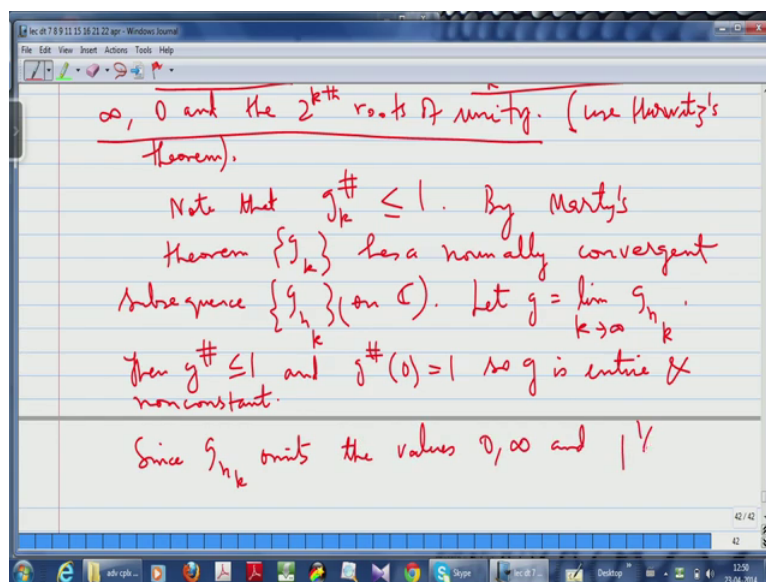 lec dt 7 8 9 11 15 16 21 22 apr - Windows Journal
File Edit View Insert Actions Tools Help
∞, 0 and the 2^{kth} roots of unity. (use Hurwitz's
theorem).
Note that g_k^# ≤ 1. By Marty's
theorem {g_k} has a normally convergent
subsequence {g_{n_k}} (on ℂ). Let g = lim_{k→∞} g_{n_k}.
Then g^# ≤ 1 and g^#(0) = 1 so g is entire &
nonconstant.
Since g_{n_k} omits the values 0, ∞ and 1^{1/
42 / 42
42
adv cplx ...
Skype
lec dt 7 ...
Desktop
12:50
23-04-2014